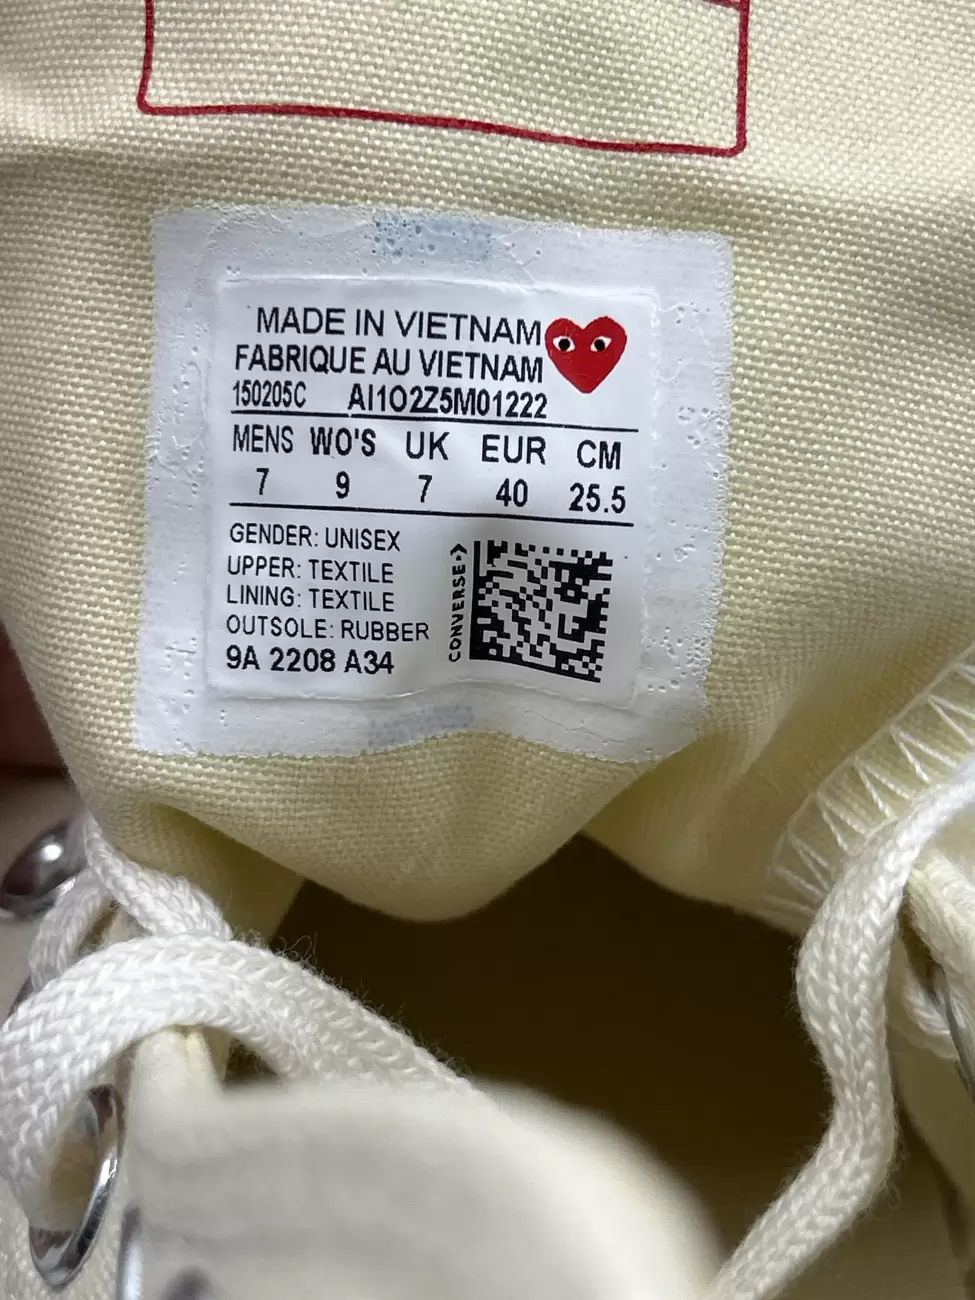 MADE IN VIETNAM
FABRIQUE AU VIETNAM
150205C AI1O2Z5M01222
MENS WO'S UK EUR CM
7 9 7 40 25.5
GENDER: UNISEX
UPPER: TEXTILE
LINING: TEXTILE
OUTSOLE: RUBBER
9A 2208 A34
CONVERSE